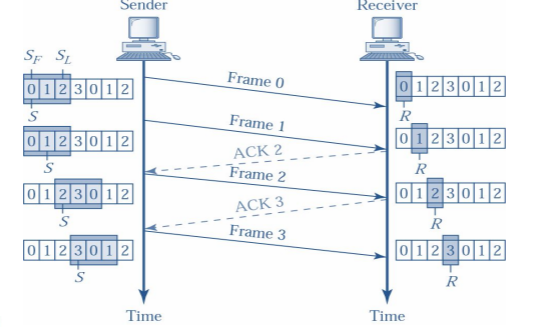 Sender Receiver
S_F S_L
0 1 2 3 0 1 2
S
Frame 0
0 1 2 3 0 1 2
R
0 1 2 3 0 1 2
S
Frame 1
0 1 2 3 0 1 2
R
ACK 2
0 1 2 3 0 1 2
S
Frame 2
0 1 2 3 0 1 2
R
ACK 3
0 1 2 3 0 1 2
S
Frame 3
0 1 2 3 0 1 2
R
Time Time